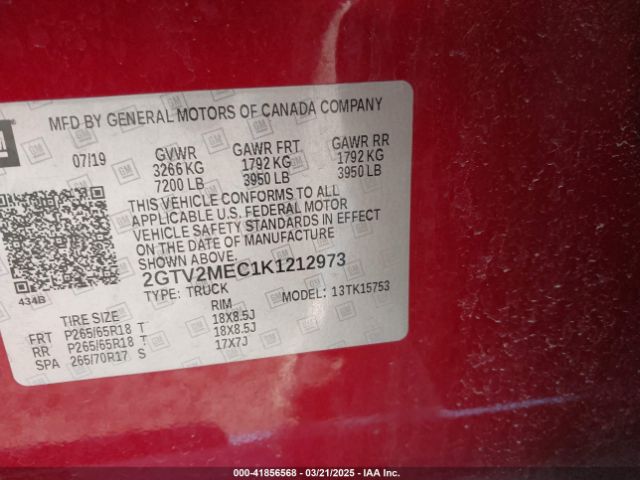 GM
MFD BY GENERAL MOTORS OF CANADA COMPANY
07/19 GVWR GAWR FRT GAWR RR
3266 KG 1792 KG 1792 KG
7200 LB 3950 LB 3950 LB
THIS VEHICLE CONFORMS TO ALL
APPLICABLE U.S. FEDERAL MOTOR
VEHICLE SAFETY STANDARDS IN EFFECT
ON THE DATE OF MANUFACTURE
SHOWN ABOVE.
434B
2GTV2MEC1K1212973
TYPE: TRUCK MODEL: 13TK15753
TIRE SIZE RIM
FRT P265/65R18 T 18X8.5J
RR P265/65R18 T 18X8.5J
SPA 265/70R17 S 17X7J
000-41856568 | 03/21/2025 | IAA Inc.